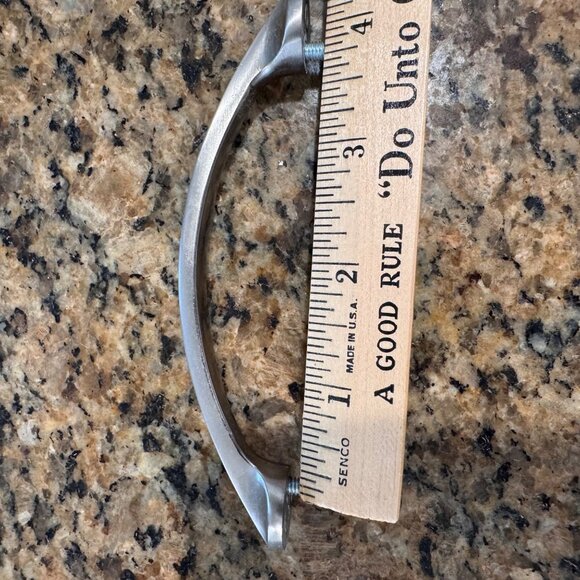 A GOOD RULE "Do Unto
MADE IN U.S.A.
SENCO
1 2 3 4